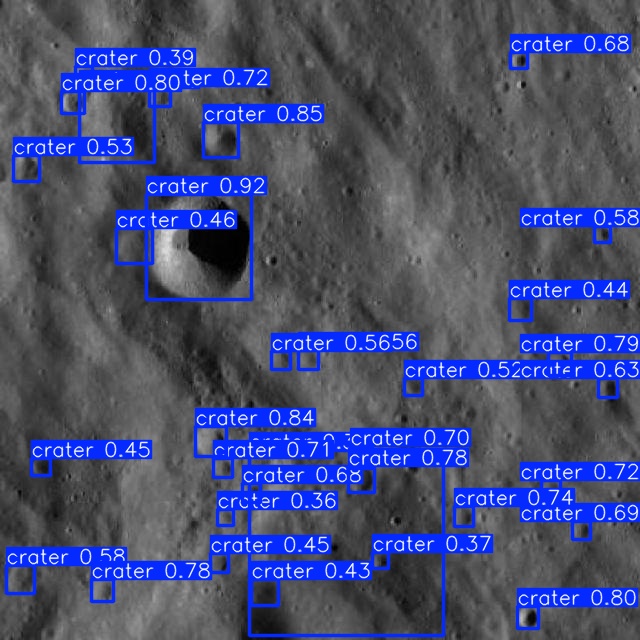 crater 0.68
crater 0.39
crater 0.80
ter 0.72
crater 0.85
crater 0.53
crater 0.92
crater 0.46
crater 0.58
crater 0.44
crater 0.5656
crater 0.79
crater 0.52
crater 0.63
crater 0.84
crater 0.70
crater 0.71
crater 0.45
crater 0.78
crater 0.68
crater 0.72
crater 0.36
crater 0.74
crater 0.69
crater 0.45
crater 0.37
crater 0.58
crater 0.78
crater 0.43
crater 0.80